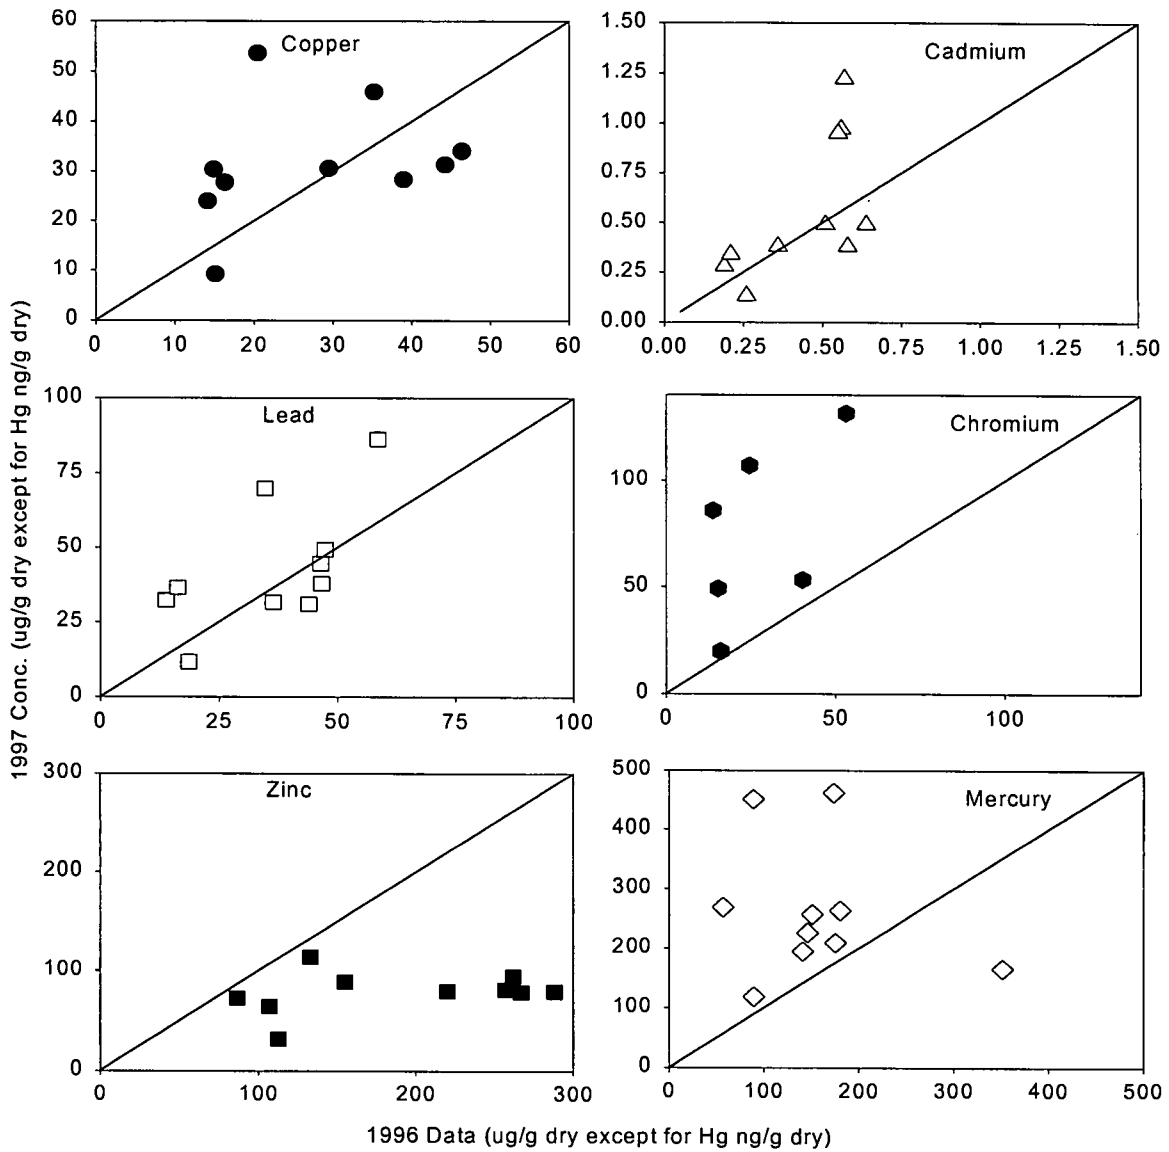 60
50
40
30
20
10
0
Copper
0 10 20 30 40 50 60
1.50
1.25
1.00
0.75
0.50
0.25
0.00
Cadmium
0.00 0.25 0.50 0.75 1.00 1.25 1.50
1997 Conc. (ug/g dry except for Hg ng/g dry)
100
75
50
25
0
Lead
0 25 50 75 100
100
50
0
Chromium
0 50 100
300
200
100
0
Zinc
100 200 300
500
400
300
200
100
0
Mercury
0 100 200 300 400 500
1996 Data (ug/g dry except for Hg ng/g dry)